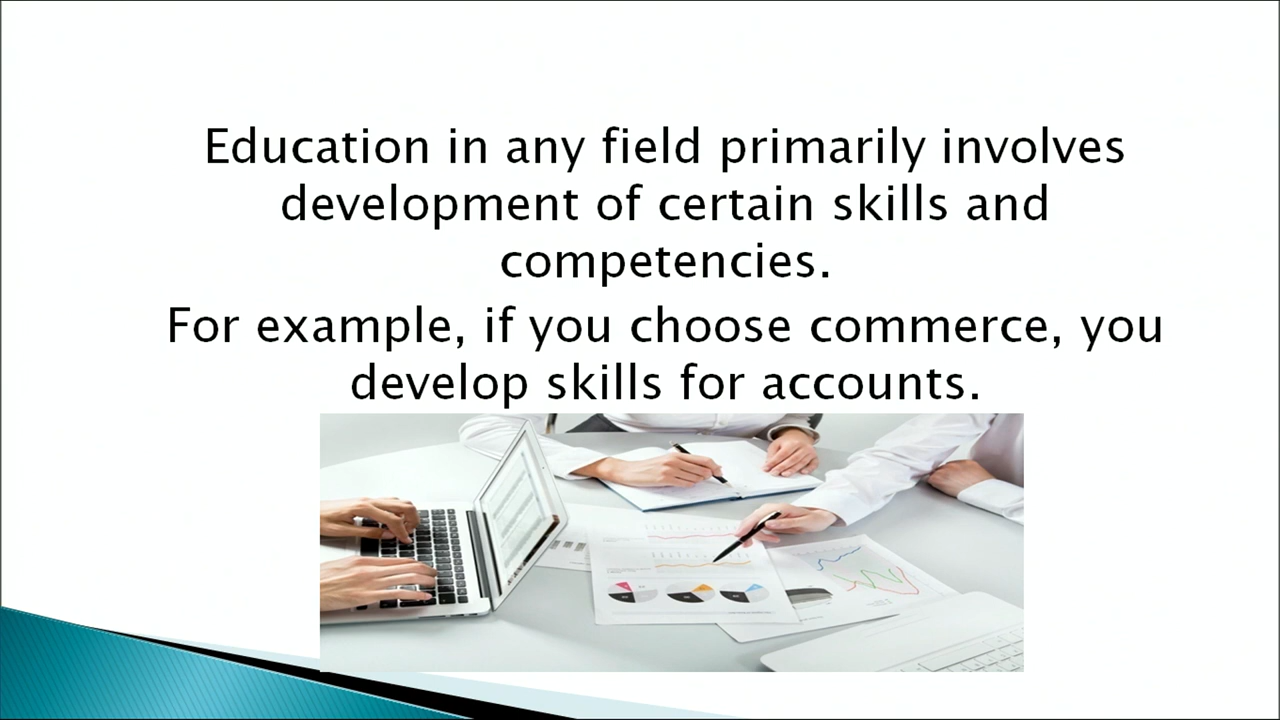 Education in any field primarily involves
development of certain skills and
competencies.
For example, if you choose commerce, you
develop skills for accounts.